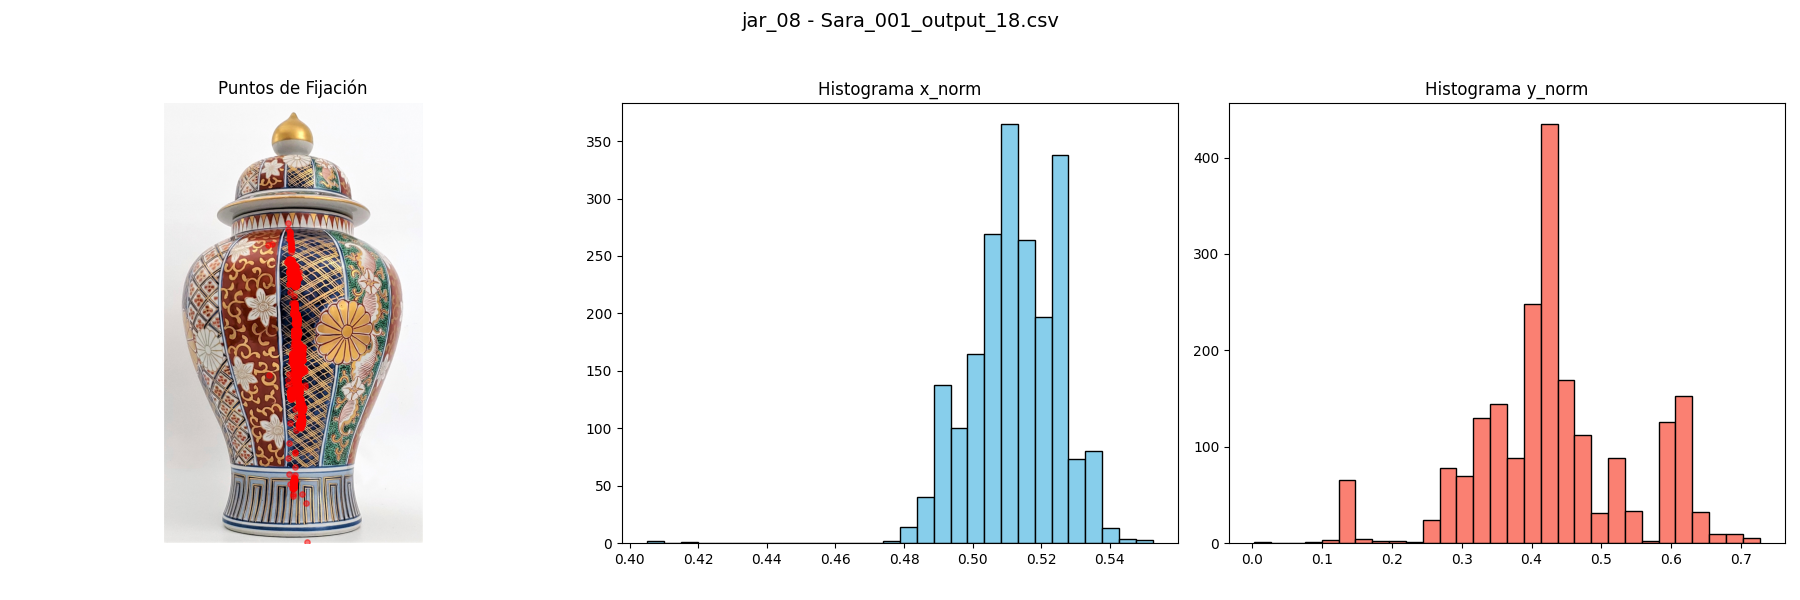 jar_08 - Sara_001_output_18.csv
Puntos de Fijación
Histograma x_norm
350
300
250
200
150
100
50
0
0.40 0.42 0.44 0.46 0.48 0.50 0.52 0.54
Histograma y_norm
400
300
200
100
0
0.0 0.1 0.2 0.3 0.4 0.5 0.6 0.7